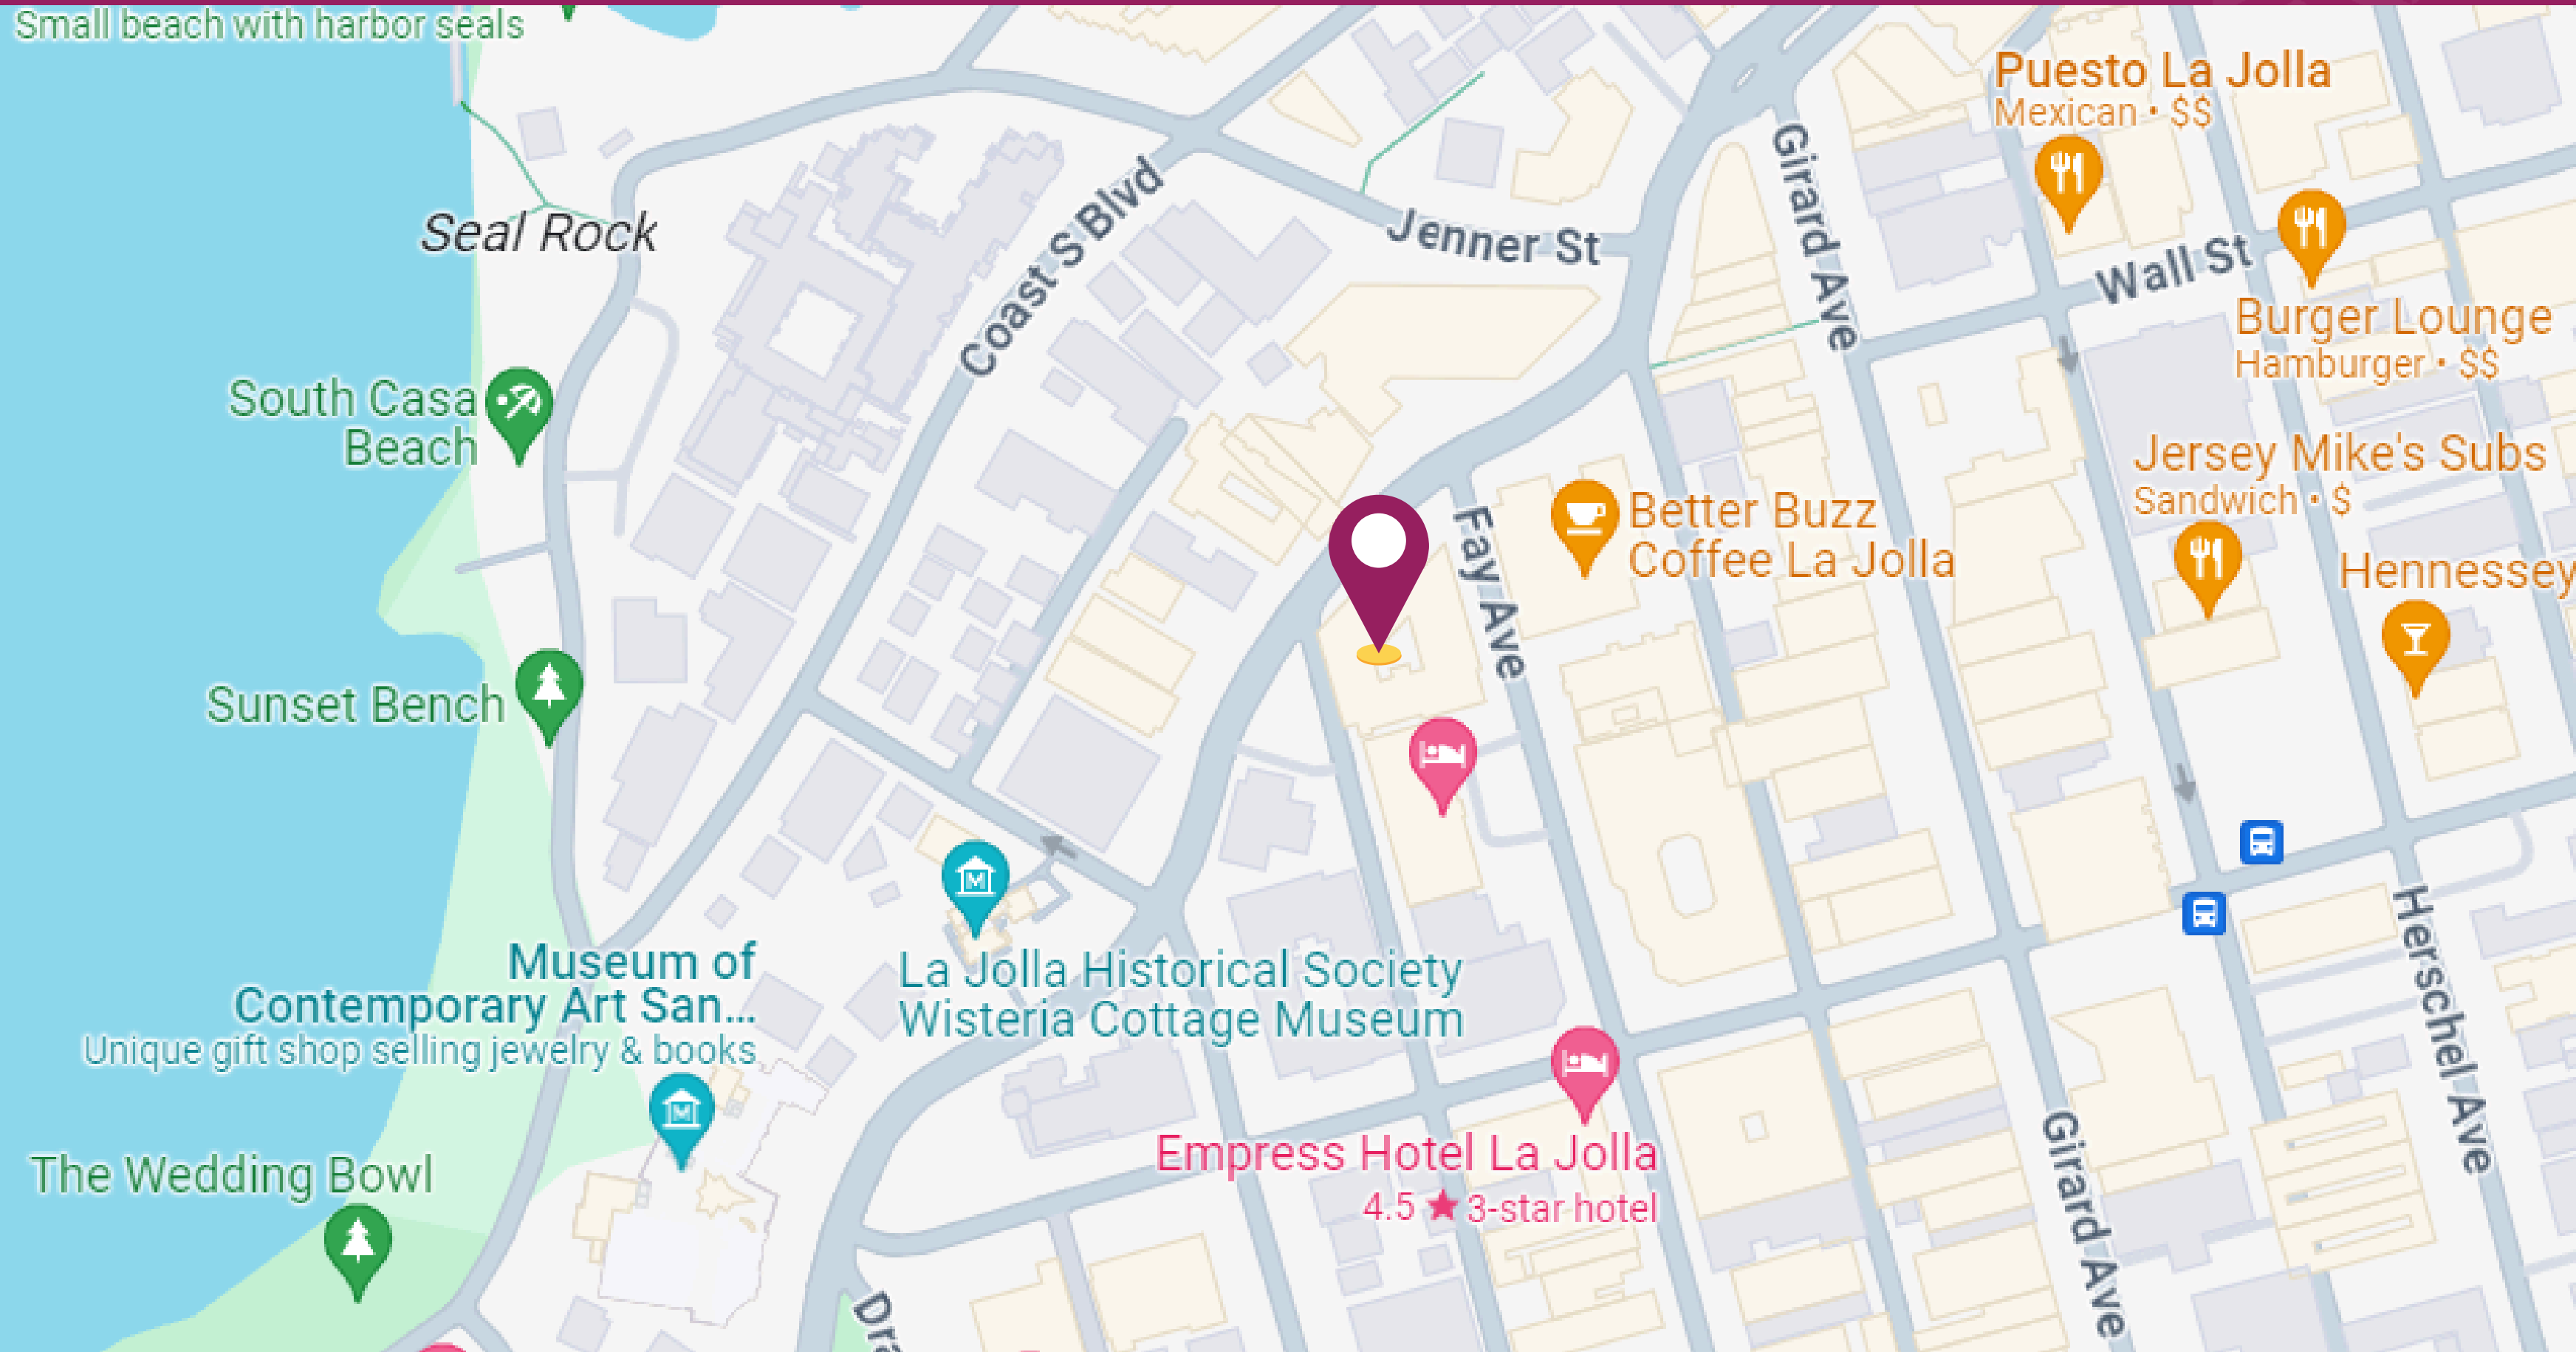 Small beach with harbor seals
Puesto La Jolla
Mexican • $$
Girard Ave
Seal Rock
Coast S Blvd
Jenner St
Wall St
Burger Lounge
Hamburger • $$
South Casa
Beach
Jersey Mike's Subs
Sandwich • $
Fay Ave
Better Buzz
Coffee La Jolla
Hennessey
Sunset Bench
Museum of
Contemporary Art San...
Unique gift shop selling jewelry & books
La Jolla Historical Society
Wisteria Cottage Museum
Herschel Ave
The Wedding Bowl
Empress Hotel La Jolla
4.5 ★ 3-star hotel
Girard Ave
Dra